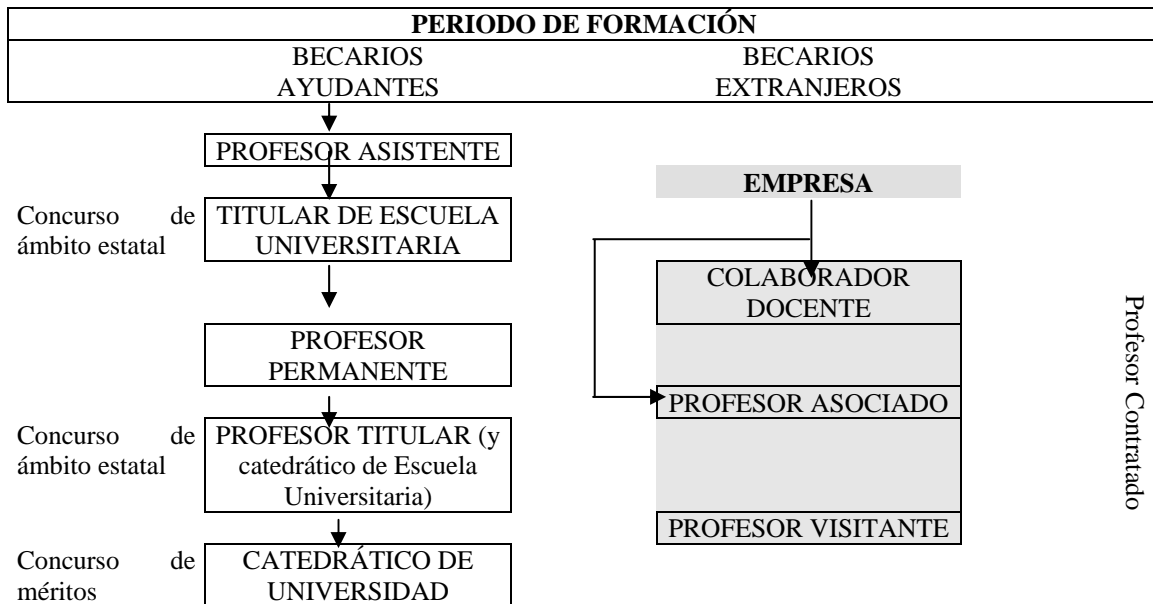 PERIODO DE FORMACIÓN
BECARIOS BECARIOS
AYUDANTES EXTRANJEROS
PROFESOR ASISTENTE
EMPRESA
Concurso de TITULAR DE ESCUELA
ámbito estatal UNIVERSITARIA
COLABORADOR
DOCENTE
PROFESOR
PERMANENTE
PROFESOR ASOCIADO
Concurso de PROFESOR TITULAR (y
ámbito estatal catedrático de Escuela
Universitaria)
PROFESOR VISITANTE
Concurso de CATEDRÁTICO DE
méritos UNIVERSIDAD
Profesor Contratado